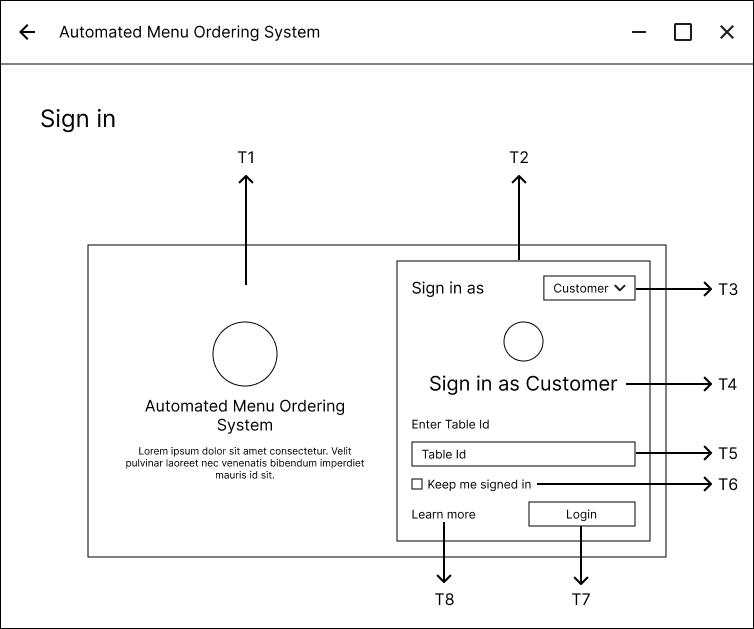 Automated Menu Ordering System
Sign in
T1
T2
Sign in as
Customer
T3
Sign in as Customer
T4
Automated Menu Ordering
System
Lorem ipsum dolor sit amet consectetur. Velit
pulvinar laoreet nec venenatis bibendum imperdiet
mauris id sit.
Enter Table Id
Table Id
T5
Keep me signed in
T6
Learn more
Login
T8
T7